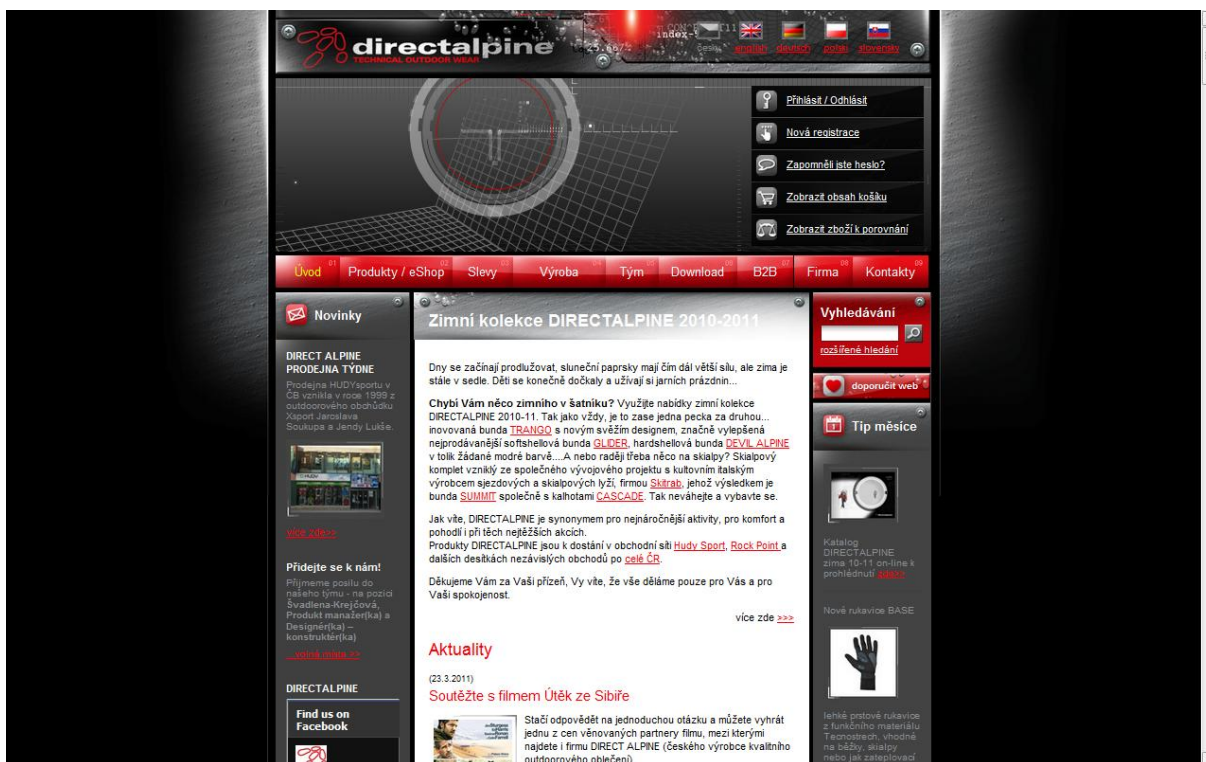 directalpine
TECHNICAL OUTDOOR WEAR
česky english deutsch polski slovensky
Přihlásit / Odhlásit
Nová registrace
Zapomněli jste heslo?
Zobrazit obsah košíku
Zobrazit zboží k porovnání
Úvod 01 Produkty / eShop 02 Slevy 03 Výroba 04 Tým 05 Download 06 B2B 07 Firma 08 Kontakty 09
Novinky
DIRECT ALPINE
PRODEJNA TÝDNE
Prodejna HUDYsportu v
ČB vznikla v roce 1999 z
outdoorového obchůdku
Xsport Jaroslava
Soukupa a Jendy Lukše.
více zde>>
Přidejte se k nám!
Přijmeme posilu do
našeho týmu - na pozici
Švadlena-Krejčová,
Produkt manažer(ka) a
Designér(ka) –
konstruktér(ka)
...volná místa >>
DIRECTALPINE
Find us on
Facebook
Zimní kolekce DIRECTALPINE 2010-2011
Dny se začínají prodlužovat, sluneční paprsky mají čím dál větší sílu, ale zima je
stále v sedle. Děti se konečně dočkaly a užívají si jarních prázdnin...
Chybí Vám něco zimního v šatníku? Využijte nabídky zimní kolekce
DIRECTALPINE 2010-11. Tak jako vždy, je to zase jedna pecka za druhou...
inovovaná bunda TRANGO s novým svěžím designem, značně vylepšená
nejprodávanější softshellová bunda GLIDER, hardshellová bunda DEVIL ALPINE
v tolik žádané modré barvě....A nebo raději třeba něco na skialpy? Skialpový
komplet vzniklý ze společného vývojového projektu s kultovním italským
výrobcem sjezdových a skialpových lyží, firmou Skitrab, jehož výsledkem je
bunda SUMMIT společně s kalhotami CASCADE. Tak neváhejte a vybavte se.
Jak víte, DIRECTALPINE je synonymem pro nejnáročnější aktivity, pro komfort a
pohodlí i při těch nejtěžších akcích.
Produkty DIRECTALPINE jsou k dostání v obchodní síti Hudy Sport, Rock Point a
dalších desítkách nezávislých obchodů po celé ČR.
Děkujeme Vám za Vaši přízeň, Vy víte, že vše děláme pouze pro Vás a pro
Vaši spokojenost.
více zde >>>
Aktuality
(23.3.2011)
Soutěžte s filmem Útěk ze Sibiře
Stačí odpovědět na jednoduchou otázku a můžete vyhrát
jednu z cen věnovaných partnery filmu, mezi kterými
najdete i firmu DIRECT ALPINE (českého výrobce kvalitního
outdoorového oblečení)
Vyhledávání
rozšířené hledání
doporučit web
Tip měsíce
Katalog
DIRECTALPINE
zima 10-11 on-line k
prohlédnutí zde>>
Nové rukavice BASE
lehké prstové rukavice
z funkčního materiálu
Tecnostrech, vhodné
na běžky, skialpy
nebo jak zateplovací